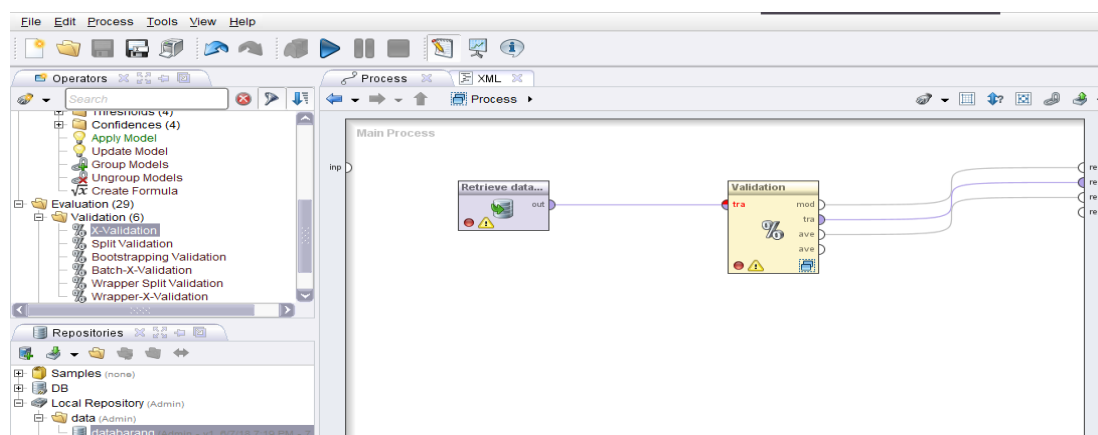 File Edit Process Tools View Help
Operators
Search
Thresholds (4)
Confidences (4)
Apply Model
Update Model
Group Models
Ungroup Models
Create Formula
Evaluation (29)
Validation (6)
X-Validation
Split Validation
Bootstrapping Validation
Batch-X-Validation
Wrapper Split Validation
Wrapper-X-Validation
Repositories
Samples (none)
DB
Local Repository (Admin)
data (Admin)
databarang
Process
XML
Process
Main Process
inp
Retrieve data...
out
Validation
tra
mod
tra
ave
ave
re
re
re
re